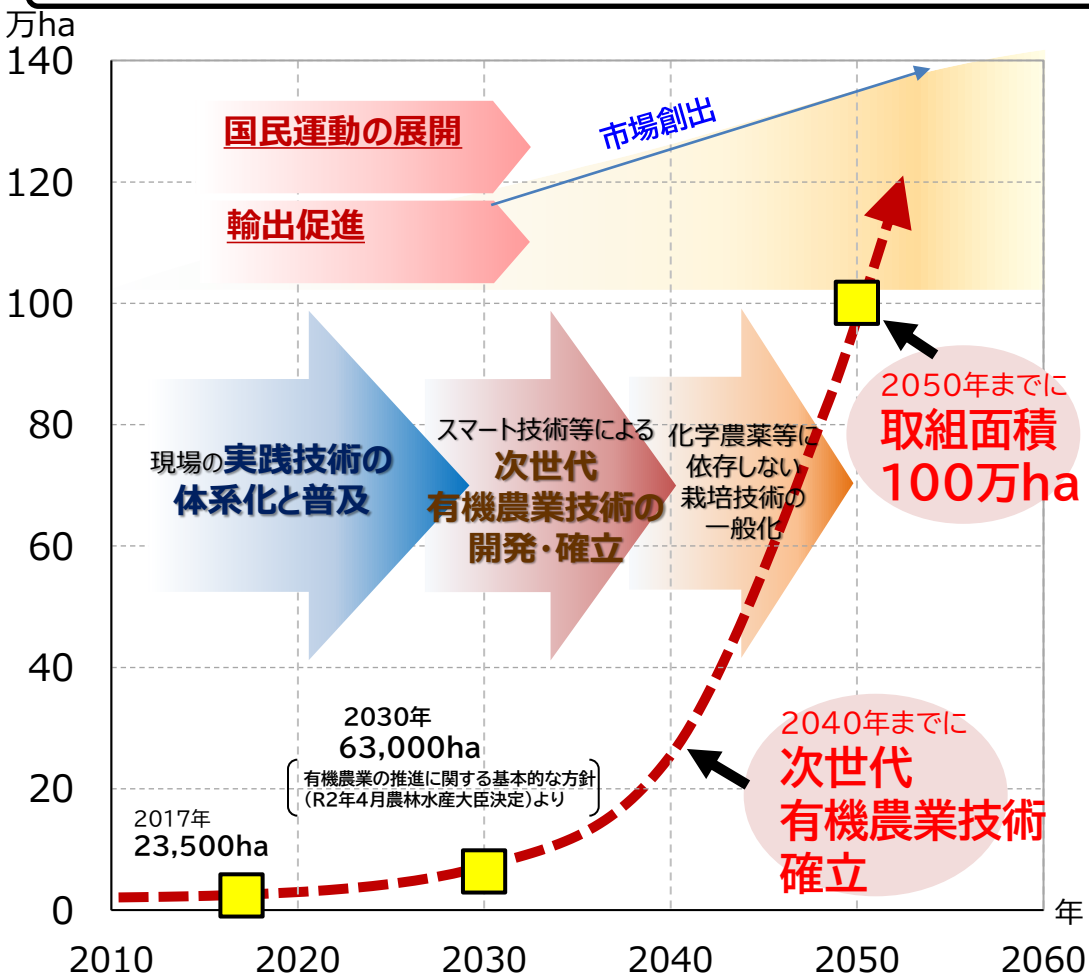 万ha
140
120
100
80
60
40
20
0
2010
2020
2030
2040
2050
2060
年
国民運動の展開
輸出促進
市場創出
現場の実践技術の
体系化と普及
スマート技術等による
次世代
有機農業技術の
開発・確立
化学農薬等に
依存しない
栽培技術の
一般化
2050年までに
取組面積
100万ha
2040年までに
次世代
有機農業技術
確立
2030年
63,000ha
有機農業の推進に関する基本的な方針
(R2年4月農林水産大臣決定)より
2017年
23,500ha